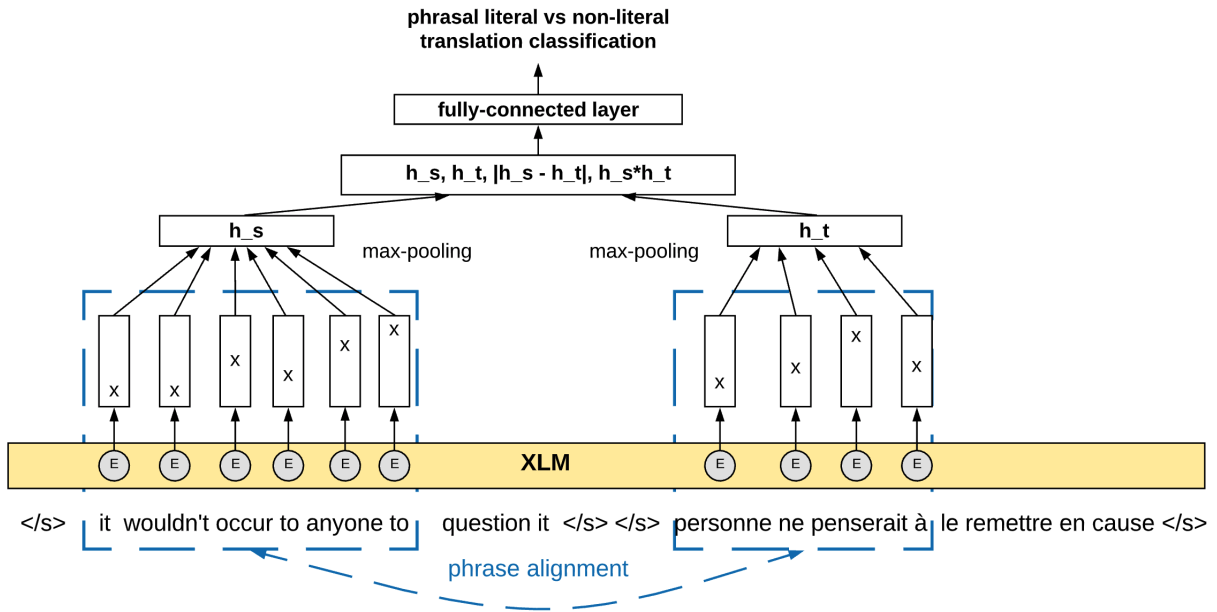 phrasal literal vs non-literal
translation classification
fully-connected layer
h_s, h_t, |h_s - h_t|, h_s*h_t
h_s
h_t
max-pooling
max-pooling
x x x x x x
x x x x
E E E E E E XLM E E E E
</s> it wouldn't occur to anyone to question it </s> </s> personne ne penserait à le remettre en cause </s>
phrase alignment